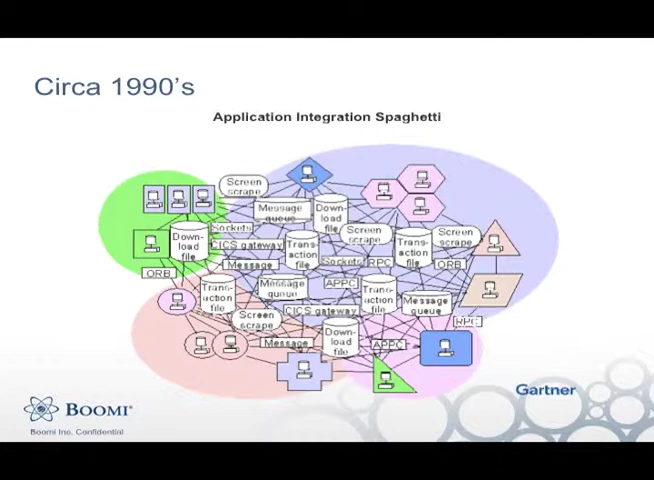 Circa 1990's
Application Integration Spaghetti
Screen
scrape
Message
queue
Down-
load
file
Sockets
Screen
scrape
Screen
scrape
Down-
load
file
CICS gateway
Trans-
action
file
Trans-
action
file
Message
Sockets
RPC
ORB
ORB
Trans-
action
file
Message
queue
APPC
Trans-
action
file
Message
queue
CICS gateway
Screen
scrape
RPC
Message
Down-
load
file
APPC
Gartner
BOOMI
Boomi Inc. Confidential